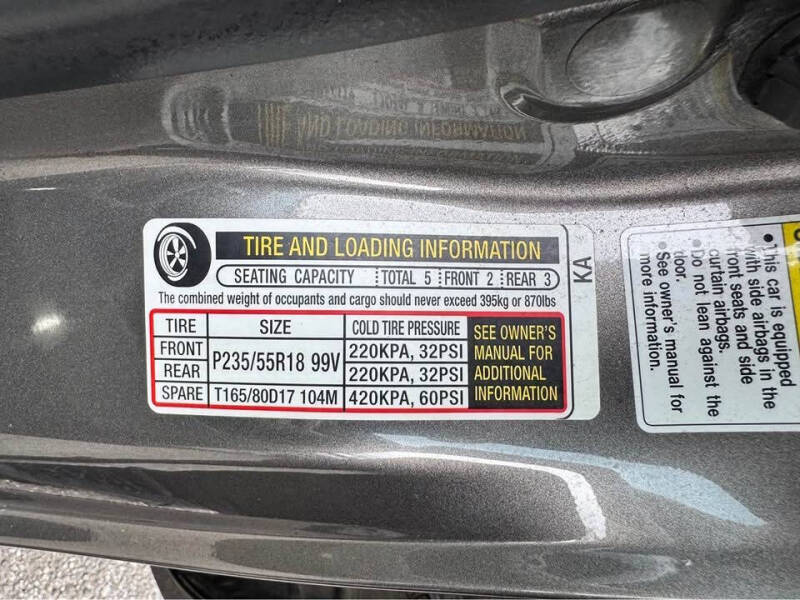 TIRE AND LOADING INFORMATION
SEATING CAPACITY TOTAL 5 FRONT 2 REAR 3
The combined weight of occupants and cargo should never exceed 395kg or 870lbs
TIRE SIZE COLD TIRE PRESSURE
FRONT P235/55R18 99V 220KPA, 32PSI
REAR 220KPA, 32PSI
SPARE T165/80D17 104M 420KPA, 60PSI
SEE OWNER'S
MANUAL FOR
ADDITIONAL
INFORMATION
KA
•This car is equipped
with side airbags in the
front seats and side
curtain airbags.
•Do not lean against the
door.
•See owner's manual for
more information.
AND LOADING INFORMATION